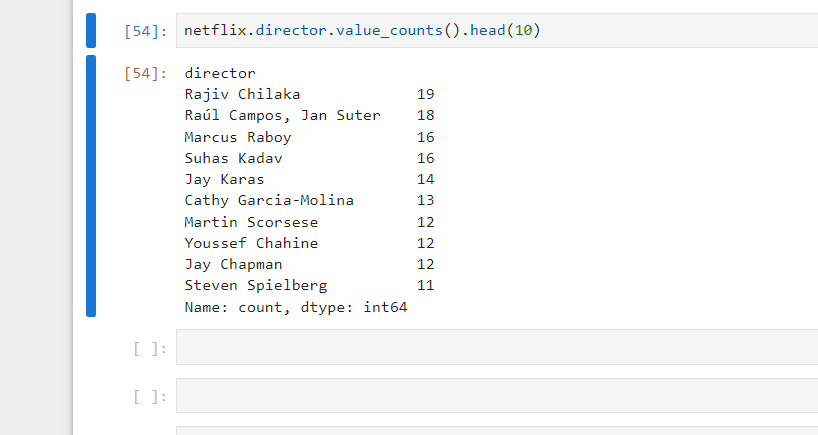 [54]: netflix.director.value_counts().head(10)
[54]: director
Rajiv Chilaka 19
Raúl Campos, Jan Suter 18
Marcus Raboy 16
Suhas Kadav 16
Jay Karas 14
Cathy Garcia-Molina 13
Martin Scorsese 12
Youssef Chahine 12
Jay Chapman 12
Steven Spielberg 11
Name: count, dtype: int64
[ ]:
[ ]: